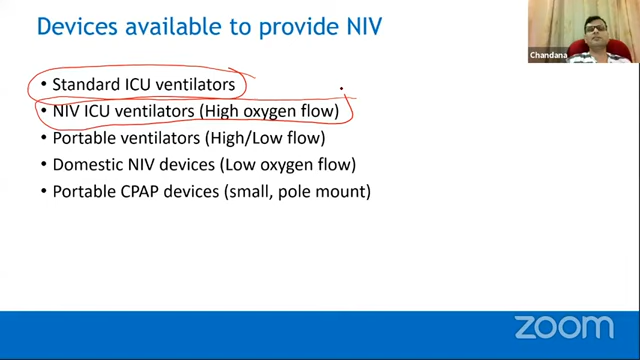 Devices available to provide NIV
Chandana
• Standard ICU ventilators
• NIV ICU ventilators (High oxygen flow)
• Portable ventilators (High/Low flow)
• Domestic NIV devices (Low oxygen flow)
• Portable CPAP devices (small, pole mount)
zoom